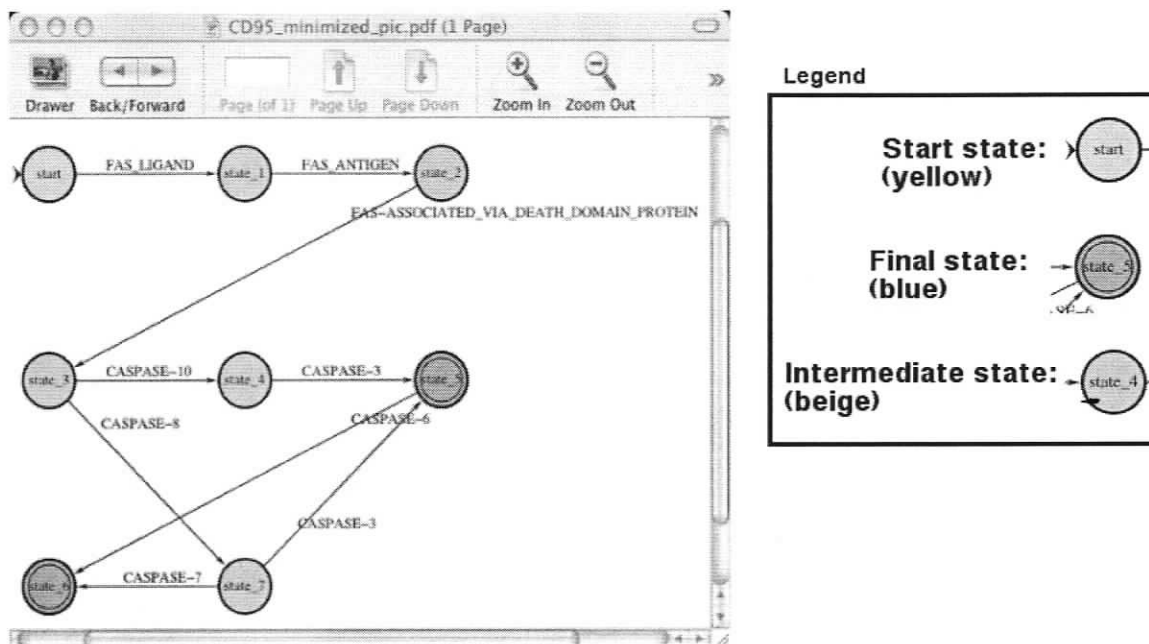 CD95_minimized_pic.pdf (1 Page)
Drawer Back/Forward Page (of 1) Page Up Page Down Zoom In Zoom Out
start FAS_LIGAND state_1 FAS_ANTIGEN state_2
FAS-ASSOCIATED_VIA_DEATH_DOMAIN_PROTEIN
state_3 CASPASE-10 state_4 CASPASE-3 state_5
CASPASE-8 CASPASE-6
CASPASE-3
state_6 CASPASE-7 state_7
Legend
Start state: start
(yellow)
Final state: state_5
(blue)
Intermediate state: state_4
(beige)